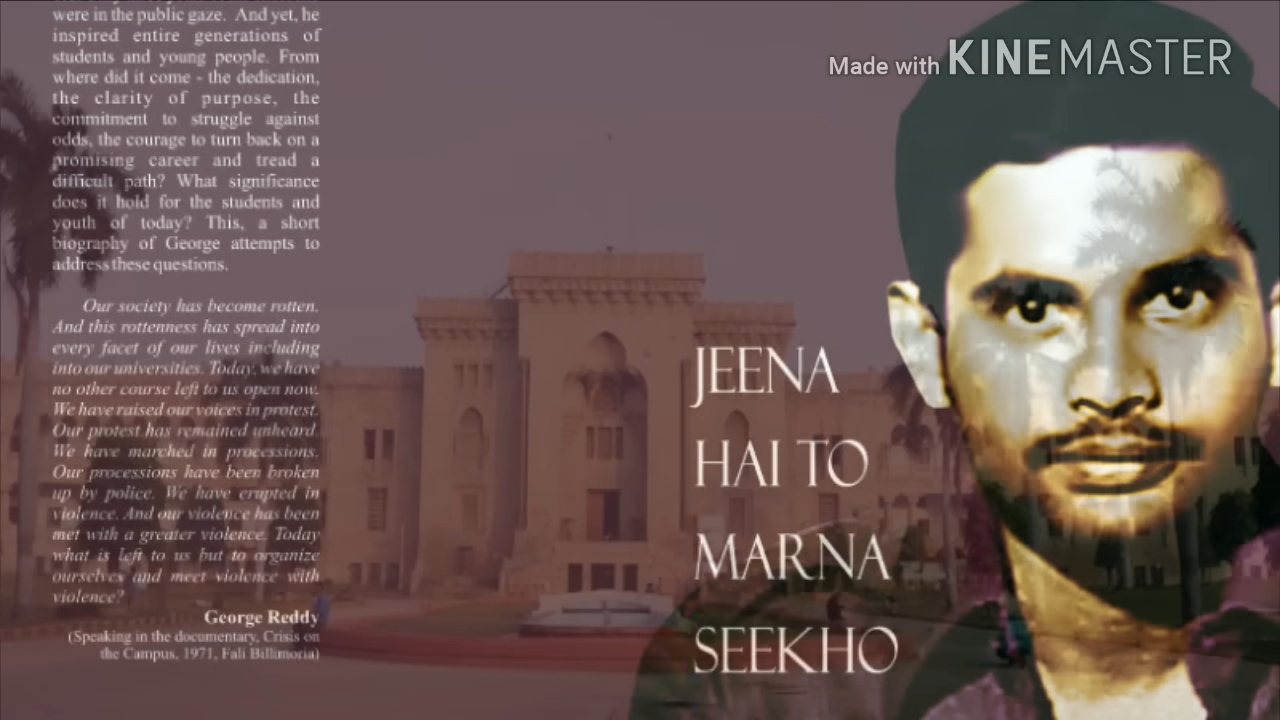 were in the public gaze. And yet, he
inspired entire generations of
students and young people. From
where did it come - the dedication,
the clarity of purpose, the
commitment to struggle against
odds, the courage to turn back on a
promising career and tread a
difficult path? What significance
does it hold for the students and
youth of today? This, a short
biography of George attempts to
address these questions.
Our society has become rotten.
And this rottenness has spread into
every facet of our lives including
into our universities. Today, we have
no other course left to us open now.
We have raised our voices in protest.
Our protest has remained unheard.
We have marched in processions.
Our processions have been broken
up by police. We have erupted in
violence. And our violence has been
met with a greater violence. Today
what is left to us but to organize
ourselves and meet violence with
violence?
George Reddy
(Speaking in the documentary, Crisis on
the Campus, 1971, Fali Billimoria)
Made with KINEMASTER
JEENA
HAI TO
MARNA
SEEKHO